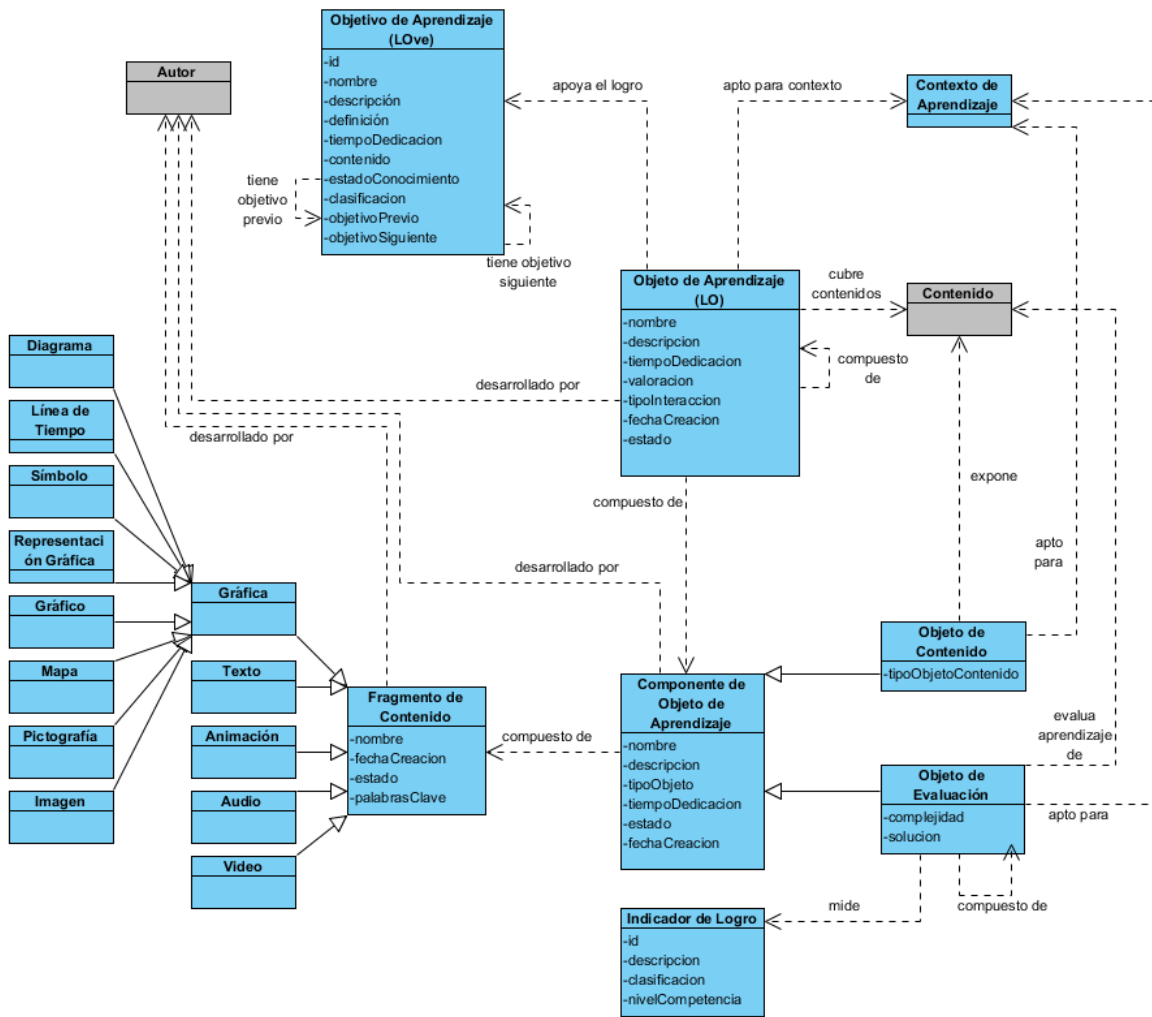 Objetivo de Aprendizaje
(LOve)
-id
-nombre
-descripción
-definición
-tiempoDedicacion
-contenido
-estadoConocimiento
-clasificacion
-objetivoPrevio
-objetivoSiguiente
Autor
tiene
objetivo
previo
tiene objetivo
siguiente
apoya el logro
apto para contexto
Contexto de
Aprendizaje
Objeto de Aprendizaje
(LO)
-nombre
-descripcion
-tiempoDedicacion
-valoracion
-tipoInteraccion
-fechaCreacion
-estado
cubre
contenidos
Contenido
compuesto
de
desarrollado por
desarrollado por
desarrollado por
compuesto de
expone
apto
para
Diagrama
Línea de
Tiempo
Símbolo
Representaci
ón Gráfica
Gráfico
Mapa
Pictografía
Imagen
Gráfica
Texto
Animación
Audio
Video
Fragmento de
Contenido
-nombre
-fechaCreacion
-estado
-palabrasClave
compuesto de
Componente de
Objeto de
Aprendizaje
-nombre
-descripcion
-tipoObjeto
-tiempoDedicacion
-estado
-fechaCreacion
Objeto de
Contenido
-tipoObjetoContenido
evalua
aprendizaje
de
Objeto de
Evaluación
-complejidad
-solucion
apto para
compuesto de
mide
Indicador de Logro
-id
-descripcion
-clasificacion
-nivelCompetencia